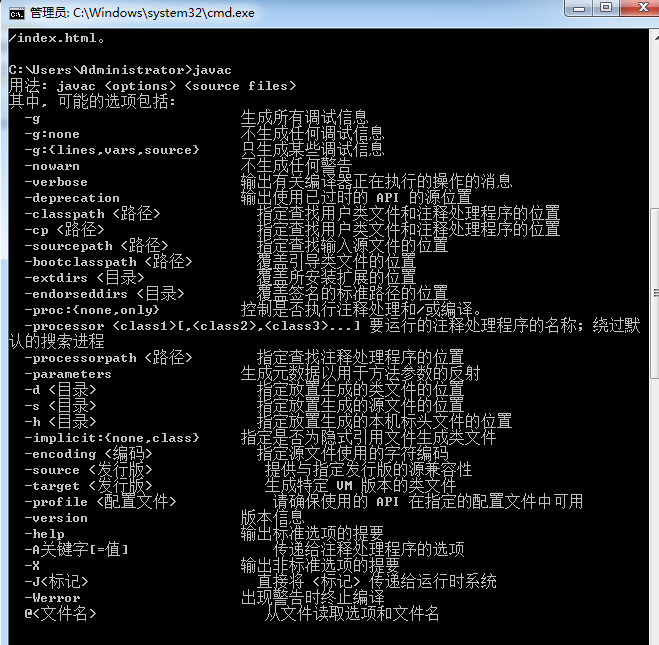 管理员: C:\Windows\system32\cmd.exe
/index.html。
C:\Users\Administrator>javac
用法: javac <options> <source files>
其中, 可能的选项包括:
-g 生成所有调试信息
-g:none 不生成任何调试信息
-g:{lines,vars,source} 只生成某些调试信息
-nowarn 不生成任何警告
-verbose 输出有关编译器正在执行的操作的消息
-deprecation 输出使用已过时的 API 的源位置
-classpath <路径> 指定查找用户类文件和注释处理程序的位置
-cp <路径> 指定查找用户类文件和注释处理程序的位置
-sourcepath <路径> 指定查找输入源文件的位置
-bootclasspath <路径> 覆盖引导类文件的位置
-extdirs <目录> 覆盖所安装扩展的位置
-endorseddirs <目录> 覆盖签名的标准路径的位置
-proc:{none,only} 控制是否执行注释处理和/或编译。
-processor <class1>[,<class2>,<class3>...] 要运行的注释处理程序的名称; 绕过默
认的搜索进程
-processorpath <路径> 指定查找注释处理程序的位置
-parameters 生成元数据以用于方法参数的反射
-d <目录> 指定放置生成的类文件的位置
-s <目录> 指定放置生成的源文件的位置
-h <目录> 指定放置生成的本机标头文件的位置
-implicit:{none,class} 指定是否为隐式引用文件生成类文件
-encoding <编码> 指定源文件使用的字符编码
-source <发行版> 提供与指定发行版的源兼容性
-target <发行版> 生成特定 VM 版本的类文件
-profile <配置文件> 请确保使用的 API 在指定的配置文件中可用
-version 版本信息
-help 输出标准选项的提要
-A关键字[=值] 传递给注释处理程序的选项
-X 输出非标准选项的提要
-J<标记> 直接将 <标记> 传递给运行时系统
-Werror 出现警告时终止编译
@<文件名> 从文件读取选项和文件名